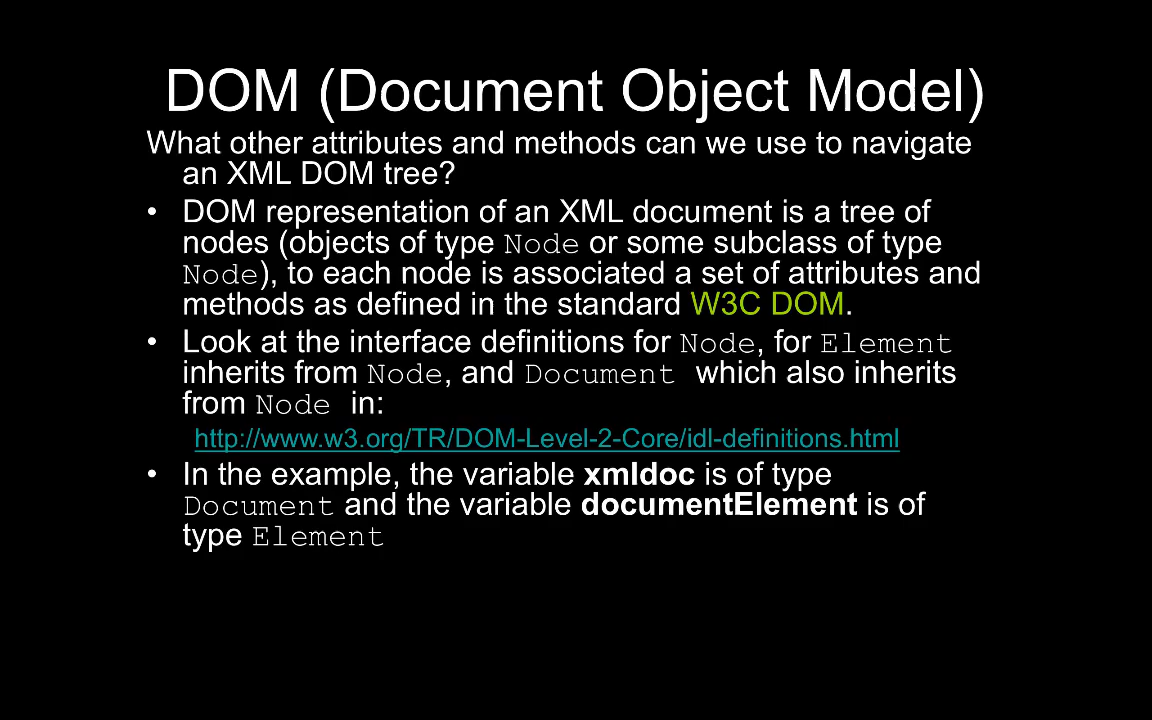 DOM (Document Object Model)
What other attributes and methods can we use to navigate
an XML DOM tree?
• DOM representation of an XML document is a tree of
nodes (objects of type Node or some subclass of type
Node), to each node is associated a set of attributes and
methods as defined in the standard W3C DOM.
• Look at the interface definitions for Node, for Element
inherits from Node, and Document which also inherits
from Node in:
http://www.w3.org/TR/DOM-Level-2-Core/idl-definitions.html
• In the example, the variable xmldoc is of type
Document and the variable documentElement is of
type Element